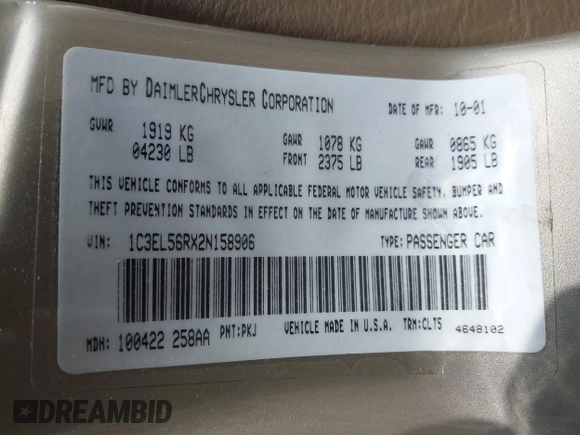 MFD BY DAIMLERCHRYSLER CORPORATION DATE OF MFR: 10-01
GVWR 1919 KG GAWR 1078 KG GAWR 0865 KG
04230 LB FRONT 2375 LB REAR 1905 LB
THIS VEHICLE CONFORMS TO ALL APPLICABLE FEDERAL MOTOR VEHICLE SAFETY, BUMPER AND
THEFT PREVENTION STANDARDS IN EFFECT ON THE DATE OF MANUFACTURE SHOWN ABOVE.
VIN: 1C3EL56RX2N158906 TYPE: PASSENGER CAR
MDH: 100422 258AA PNT:PKJ VEHICLE MADE IN U.S.A. TRM:CLT5 4648102
DREAMBID